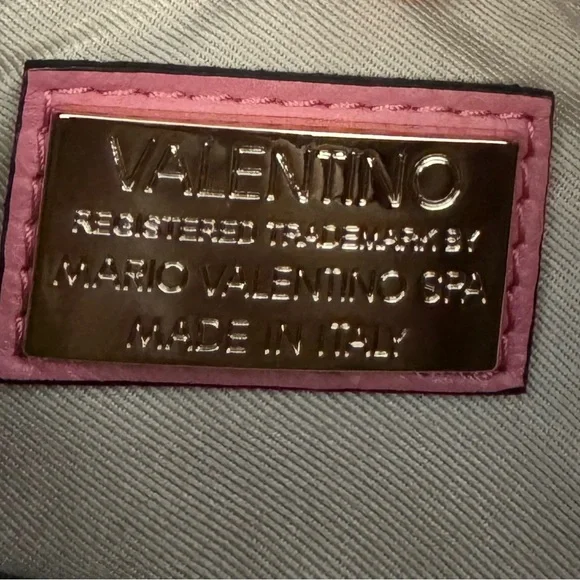 VALENTINO
REGISTERED TRADEMARK BY
MARIO VALENTINO SPA
MADE IN ITALY